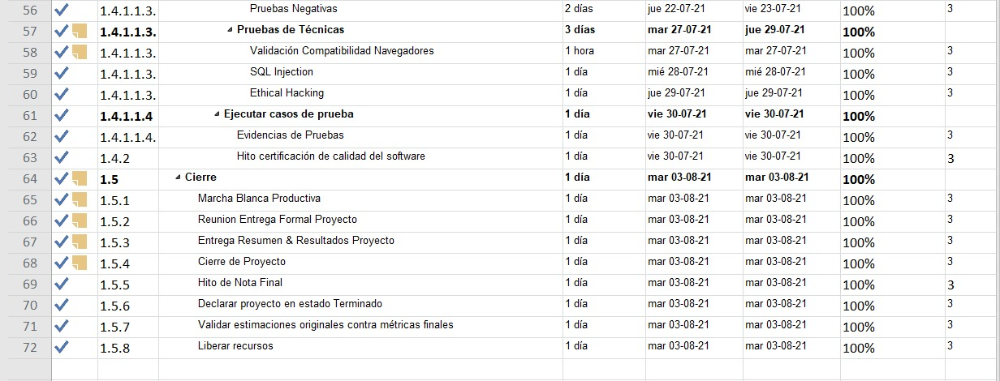 56 1.4.1.1.3. Pruebas Negativas 2 días jue 22-07-21 vie 23-07-21 100% 3
57 1.4.1.1.3. Pruebas de Técnicas 3 días mar 27-07-21 jue 29-07-21 100%
58 1.4.1.1.3. Validación Compatibilidad Navegadores 1 hora mar 27-07-21 mar 27-07-21 100% 3
59 1.4.1.1.3. SQL Injection 1 día mié 28-07-21 mié 28-07-21 100% 3
60 1.4.1.1.3. Ethical Hacking 1 día jue 29-07-21 jue 29-07-21 100% 3
61 1.4.1.1.4 Ejecutar casos de prueba 1 día vie 30-07-21 vie 30-07-21 100%
62 1.4.1.1.4. Evidencias de Pruebas 1 día vie 30-07-21 vie 30-07-21 100% 3
63 1.4.2 Hito certificación de calidad del software 1 día vie 30-07-21 vie 30-07-21 100% 3
64 1.5 Cierre 1 día mar 03-08-21 mar 03-08-21 100%
65 1.5.1 Marcha Blanca Productiva 1 día mar 03-08-21 mar 03-08-21 100% 3
66 1.5.2 Reunion Entrega Formal Proyecto 1 día mar 03-08-21 mar 03-08-21 100% 3
67 1.5.3 Entrega Resumen & Resultados Proyecto 1 día mar 03-08-21 mar 03-08-21 100% 3
68 1.5.4 Cierre de Proyecto 1 día mar 03-08-21 mar 03-08-21 100% 3
69 1.5.5 Hito de Nota Final 1 día mar 03-08-21 mar 03-08-21 100% 3
70 1.5.6 Declarar proyecto en estado Terminado 1 día mar 03-08-21 mar 03-08-21 100% 3
71 1.5.7 Validar estimaciones originales contra métricas finales 1 día mar 03-08-21 mar 03-08-21 100% 3
72 1.5.8 Liberar recursos 1 día mar 03-08-21 mar 03-08-21 100% 3